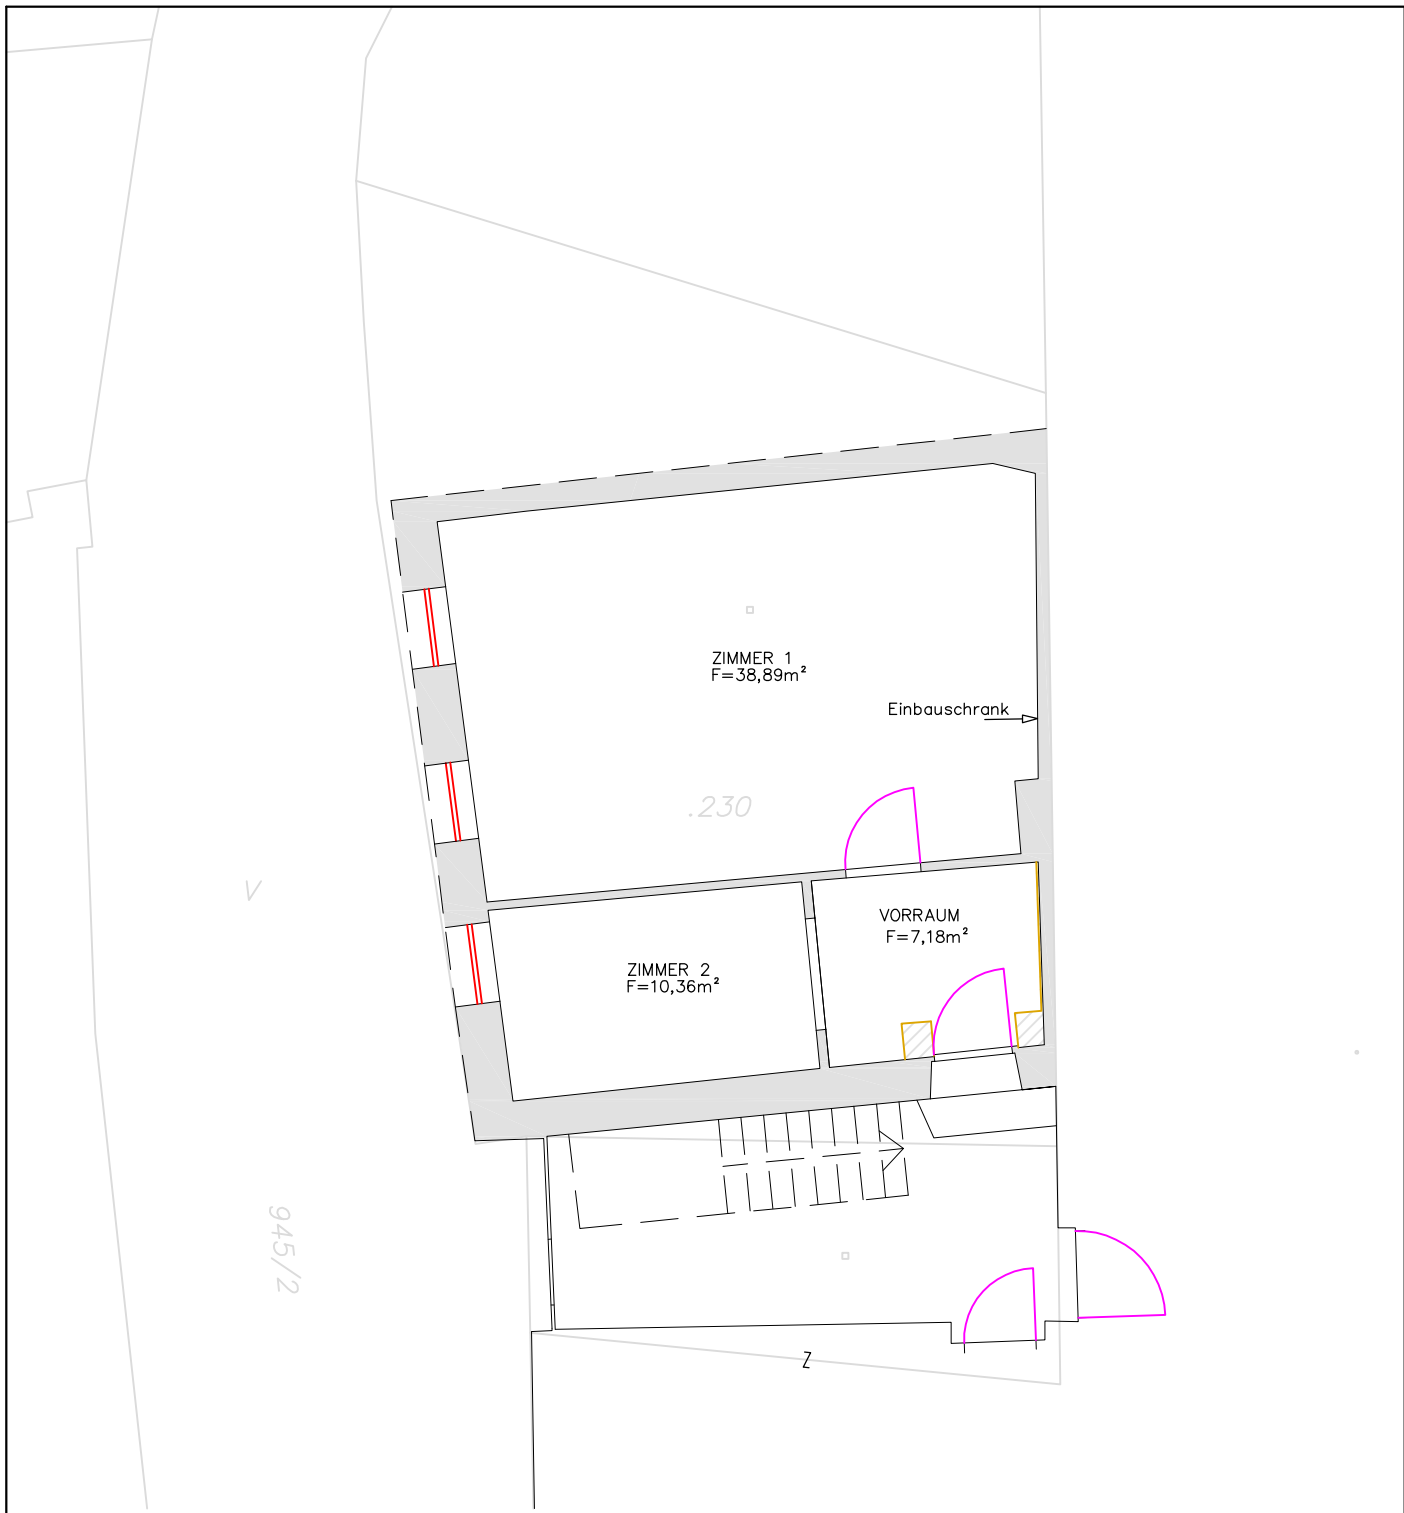 ZIMMER 1
F=38,89m²
Einbauschrank
.230
V
VORRAUM
F=7,18m²
ZIMMER 2
F=10,36m²
945/2
Z